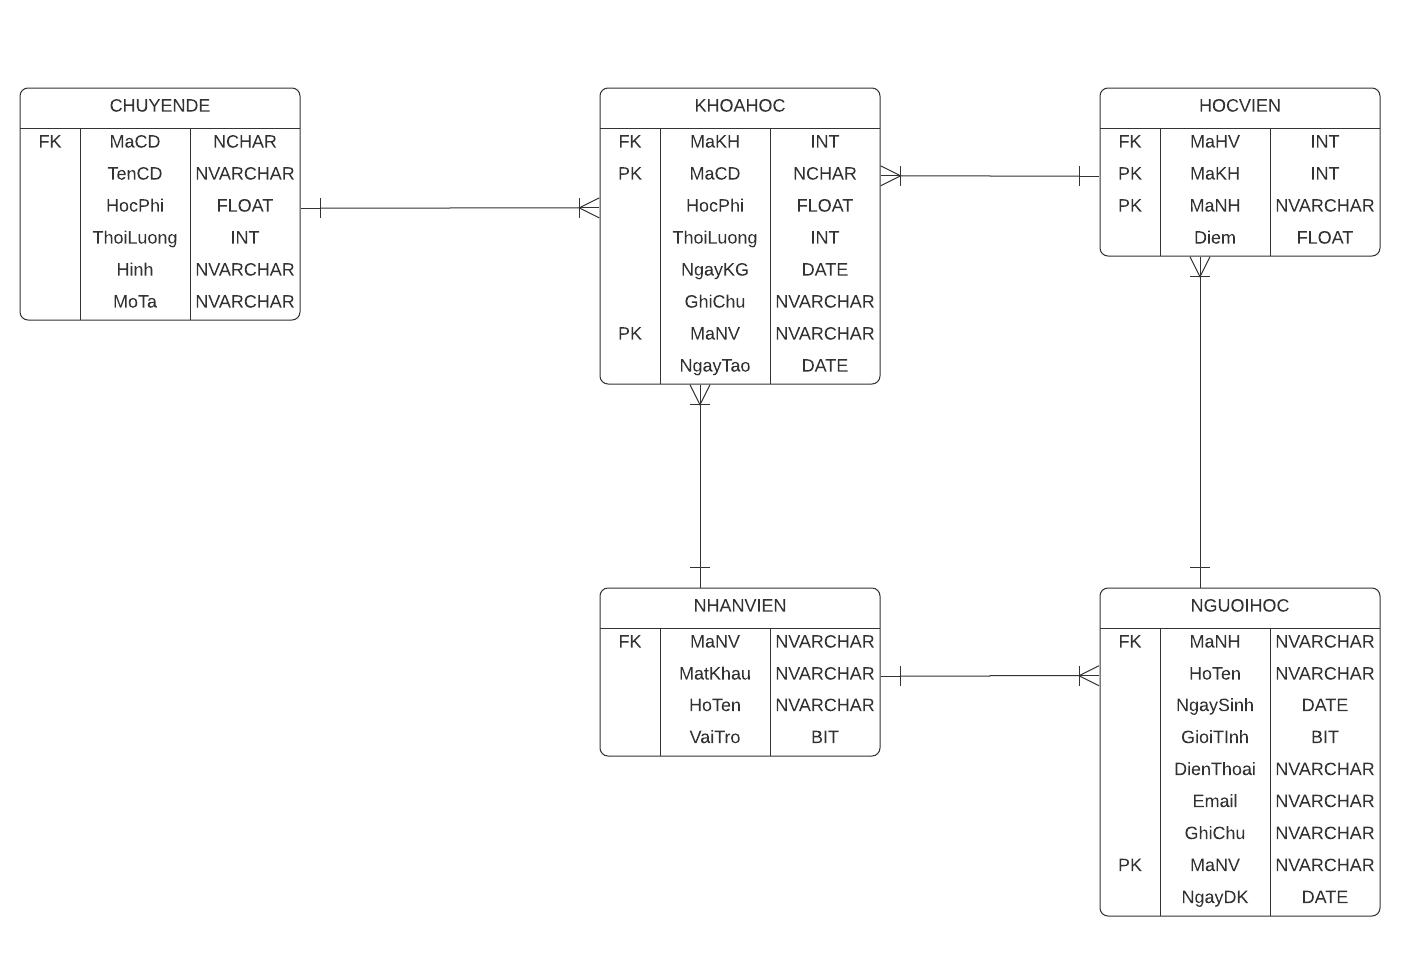 CHUYENDE
FK MaCD NCHAR
TenCD NVARCHAR
HocPhi FLOAT
ThoiLuong INT
Hinh NVARCHAR
MoTa NVARCHAR
KHOAHOC
FK MaKH INT
PK MaCD NCHAR
HocPhi FLOAT
ThoiLuong INT
NgayKG DATE
GhiChu NVARCHAR
PK MaNV NVARCHAR
NgayTao DATE
HOCVIEN
FK MaHV INT
PK MaKH INT
PK MaNH NVARCHAR
Diem FLOAT
NHANVIEN
FK MaNV NVARCHAR
MatKhau NVARCHAR
HoTen NVARCHAR
VaiTro BIT
NGUOIHOC
FK MaNH NVARCHAR
HoTen NVARCHAR
NgaySinh DATE
GioiTInh BIT
DienThoai NVARCHAR
Email NVARCHAR
GhiChu NVARCHAR
PK MaNV NVARCHAR
NgayDK DATE